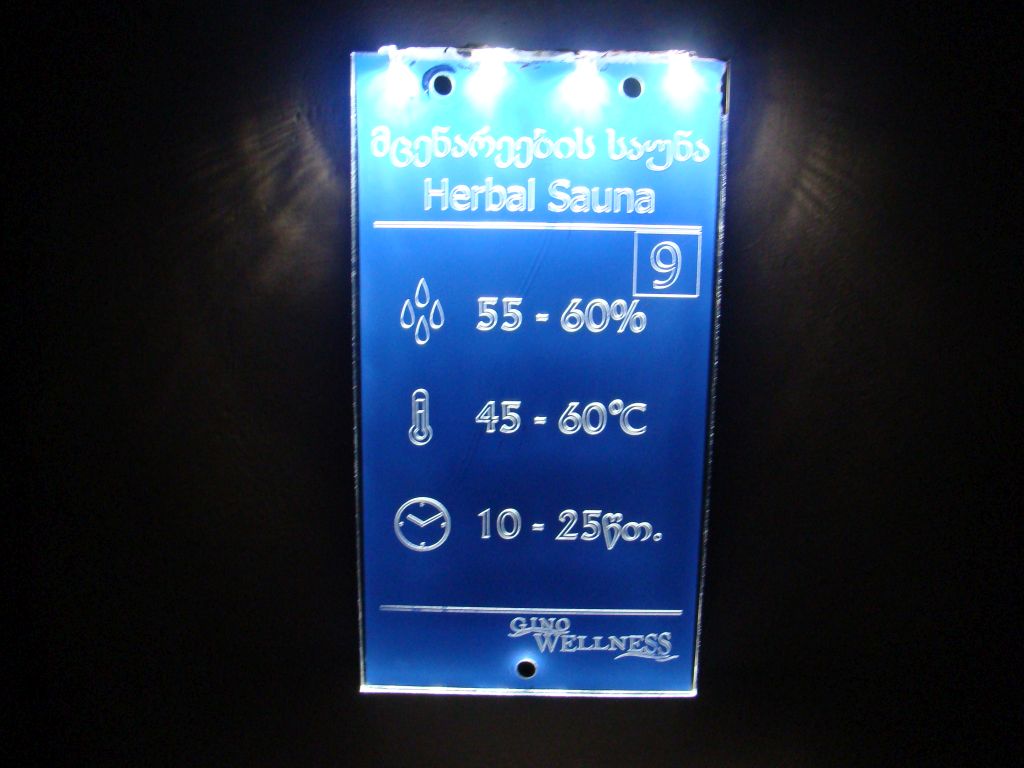 მცენარეების საუნა
Herbal Sauna
9
55 - 60%
45 - 60°C
10 - 25წთ.
GINO
WELLNESS